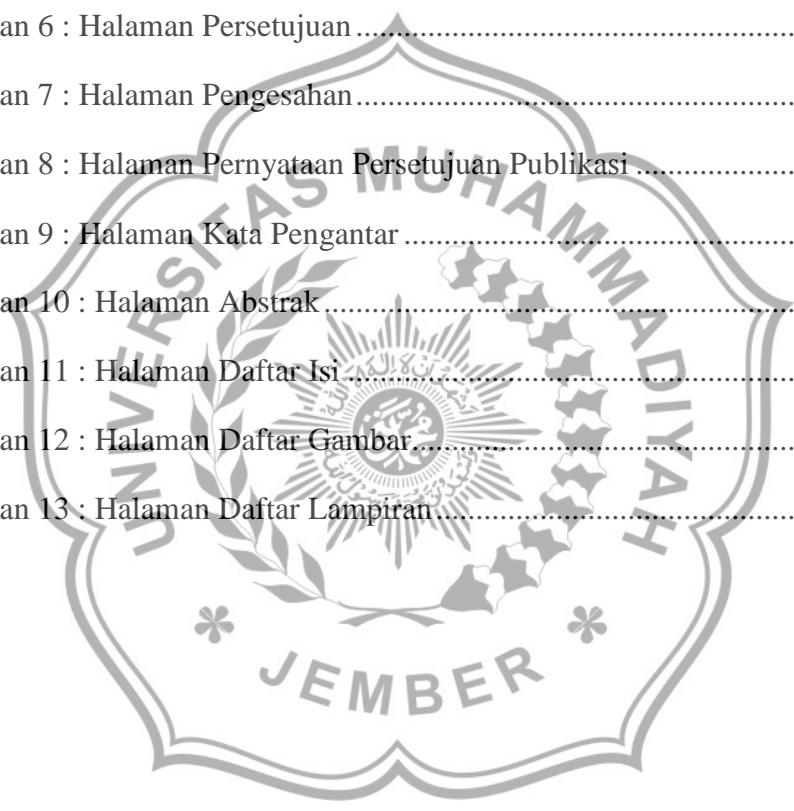 an 6 : Halaman Persetujuan ........................................................
an 7 : Halaman Pengesahan........................................................
an 8 : Halaman Pernyataan Persetujuan Publikasi ....................
an 9 : Halaman Kata Pengantar ..................................................
an 10 : Halaman Abstrak ............................................................
an 11 : Halaman Daftar Isi .........................................................
an 12 : Halaman Daftar Gambar................................................
an 13 : Halaman Daftar Lampiran.............................................
UNIVERSITAS MUHAMMADIYAH
JEMBER